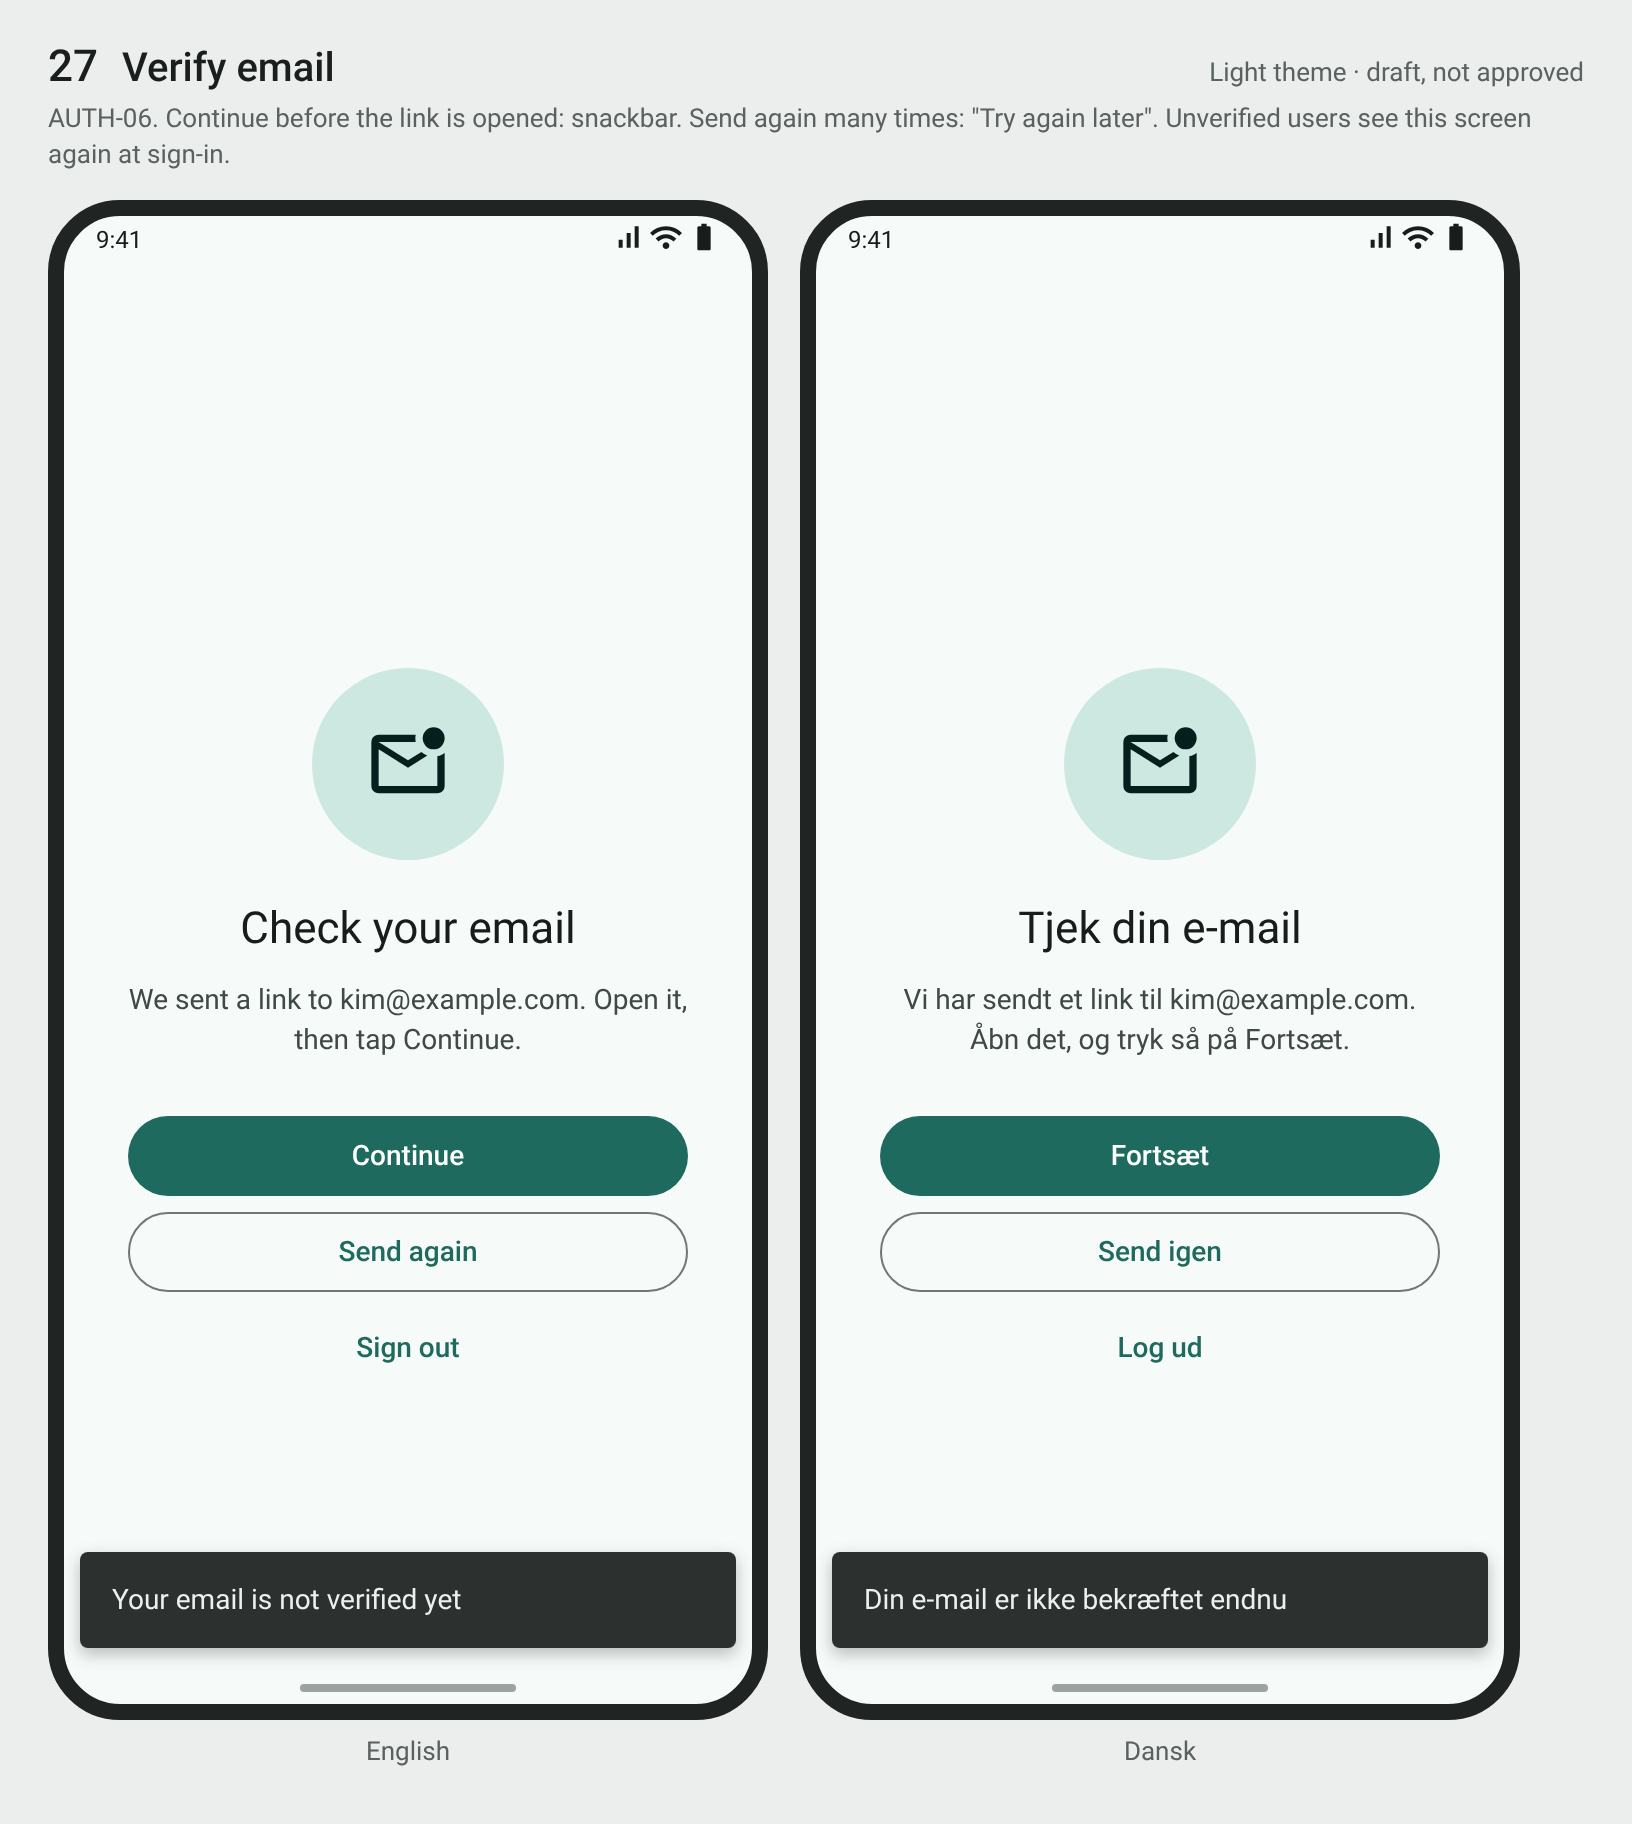 27 Verify email
Light theme · draft, not approved
AUTH-06. Continue before the link is opened: snackbar. Send again many times: "Try again later". Unverified users see this screen
again at sign-in.
9:41
Check your email
We sent a link to kim@example.com. Open it,
then tap Continue.
Continue
Send again
Sign out
Your email is not verified yet
English
9:41
Tjek din e-mail
Vi har sendt et link til kim@example.com.
Åbn det, og tryk så på Fortsæt.
Fortsæt
Send igen
Log ud
Din e-mail er ikke bekræftet endnu
Dansk